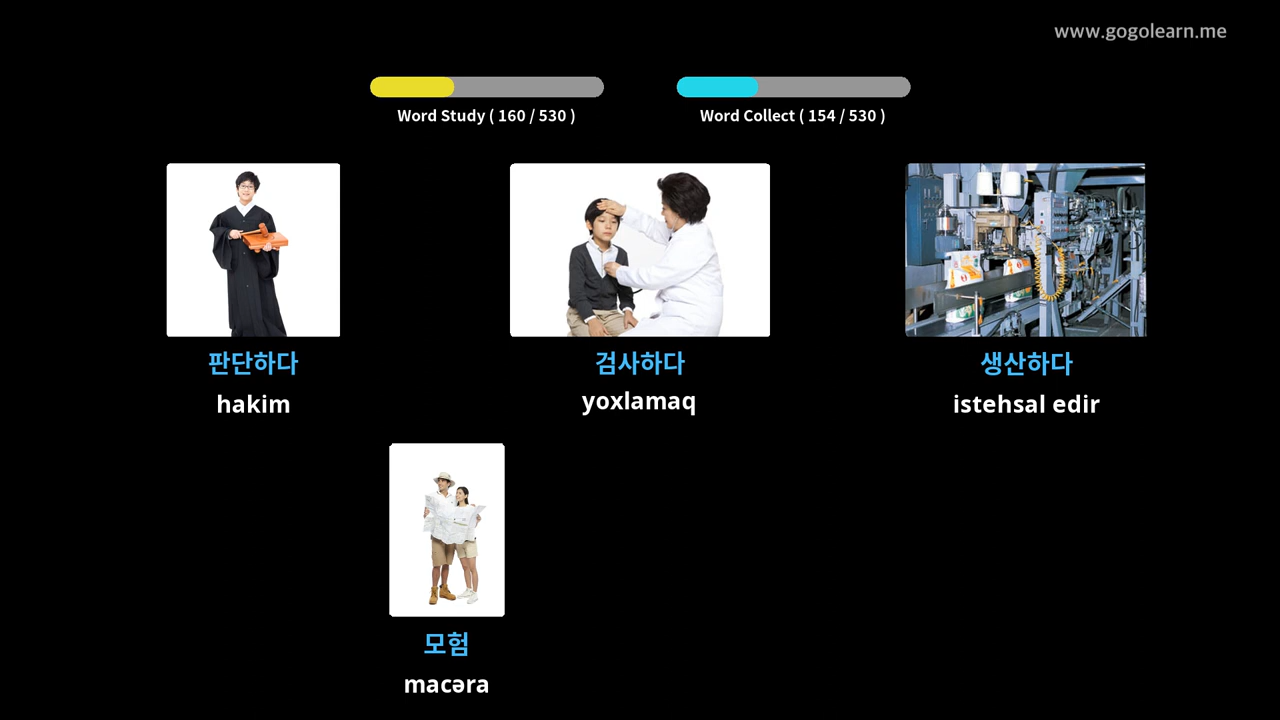 www.gogolearn.me
Word Study ( 160 / 530 )
Word Collect ( 154 / 530 )
판단하다
검사하다
생산하다
hakim
yoxlamaq
istehsal edir
모험
macəra